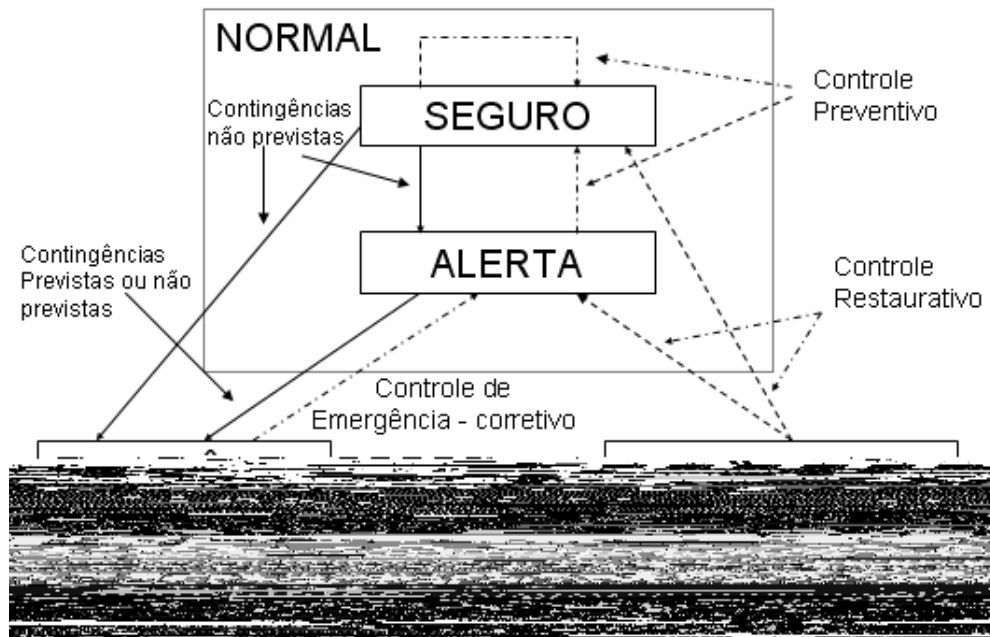 NORMAL
Controle
Preventivo
Contingências
não previstas
SEGURO
Contingências
Previstas ou não
previstas
ALERTA
Controle
Restaurativo
Controle de
Emergência - corretivo